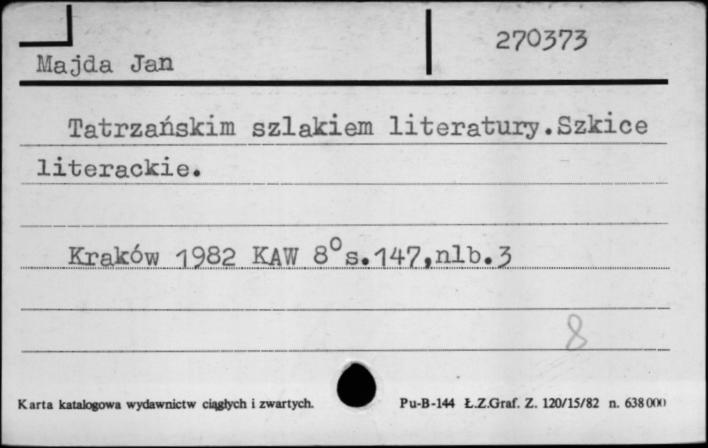 270373
Majda Jan
Tatrzańskim szlakiem literatury.Szkice
literackie.
Kraków 1982 KAW 8° s.147,nlb.3
8
Karta katalogowa wydawnictw ciągłych i zwartych. Pu-B-144 Ł.Z.Graf. Z. 120/15/82 n. 638000